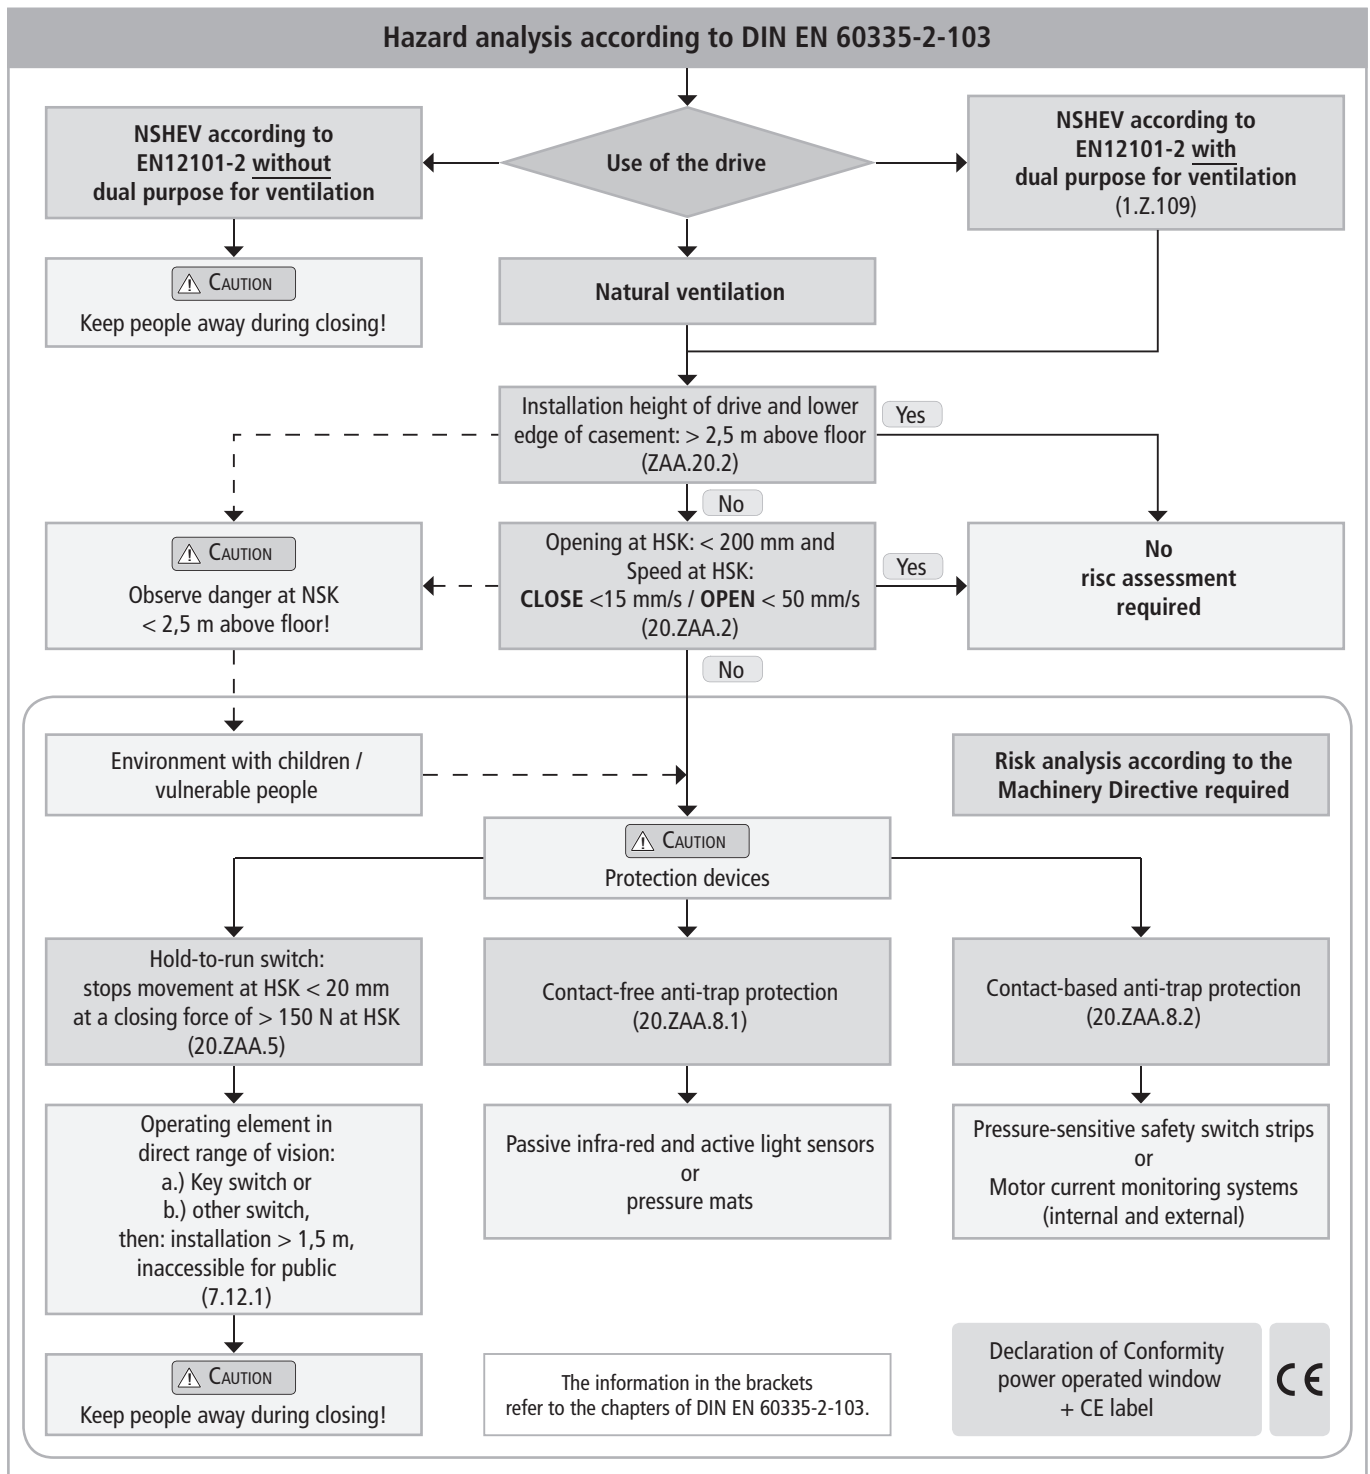 Hazard analysis according to DIN EN 60335-2-103
NSHEV according to
EN12101-2 without
dual purpose for ventilation
Use of the drive
NSHEV according to
EN12101-2 with
dual purpose for ventilation
(1.Z.109)
CAUTION
Keep people away during closing!
Natural ventilation
Installation height of drive and lower
edge of casement: > 2,5 m above floor
(ZAA.20.2)
Yes
No
CAUTION
Observe danger at NSK
< 2,5 m above floor!
Opening at HSK: < 200 mm and
Speed at HSK:
CLOSE <15 mm/s / OPEN < 50 mm/s
(20.ZAA.2)
Yes
No
risc assessment
required
No
Environment with children /
vulnerable people
Risk analysis according to the
Machinery Directive required
CAUTION
Protection devices
Hold-to-run switch:
stops movement at HSK < 20 mm
at a closing force of > 150 N at HSK
(20.ZAA.5)
Contact-free anti-trap protection
(20.ZAA.8.1)
Contact-based anti-trap protection
(20.ZAA.8.2)
Operating element in
direct range of vision:
a.) Key switch or
b.) other switch,
then: installation > 1,5 m,
inaccessible for public
(7.12.1)
Passive infra-red and active light sensors
or
pressure mats
Pressure-sensitive safety switch strips
or
Motor current monitoring systems
(internal and external)
CAUTION
Keep people away during closing!
The information in the brackets
refer to the chapters of DIN EN 60335-2-103.
Declaration of Conformity
power operated window
+ CE label
CE